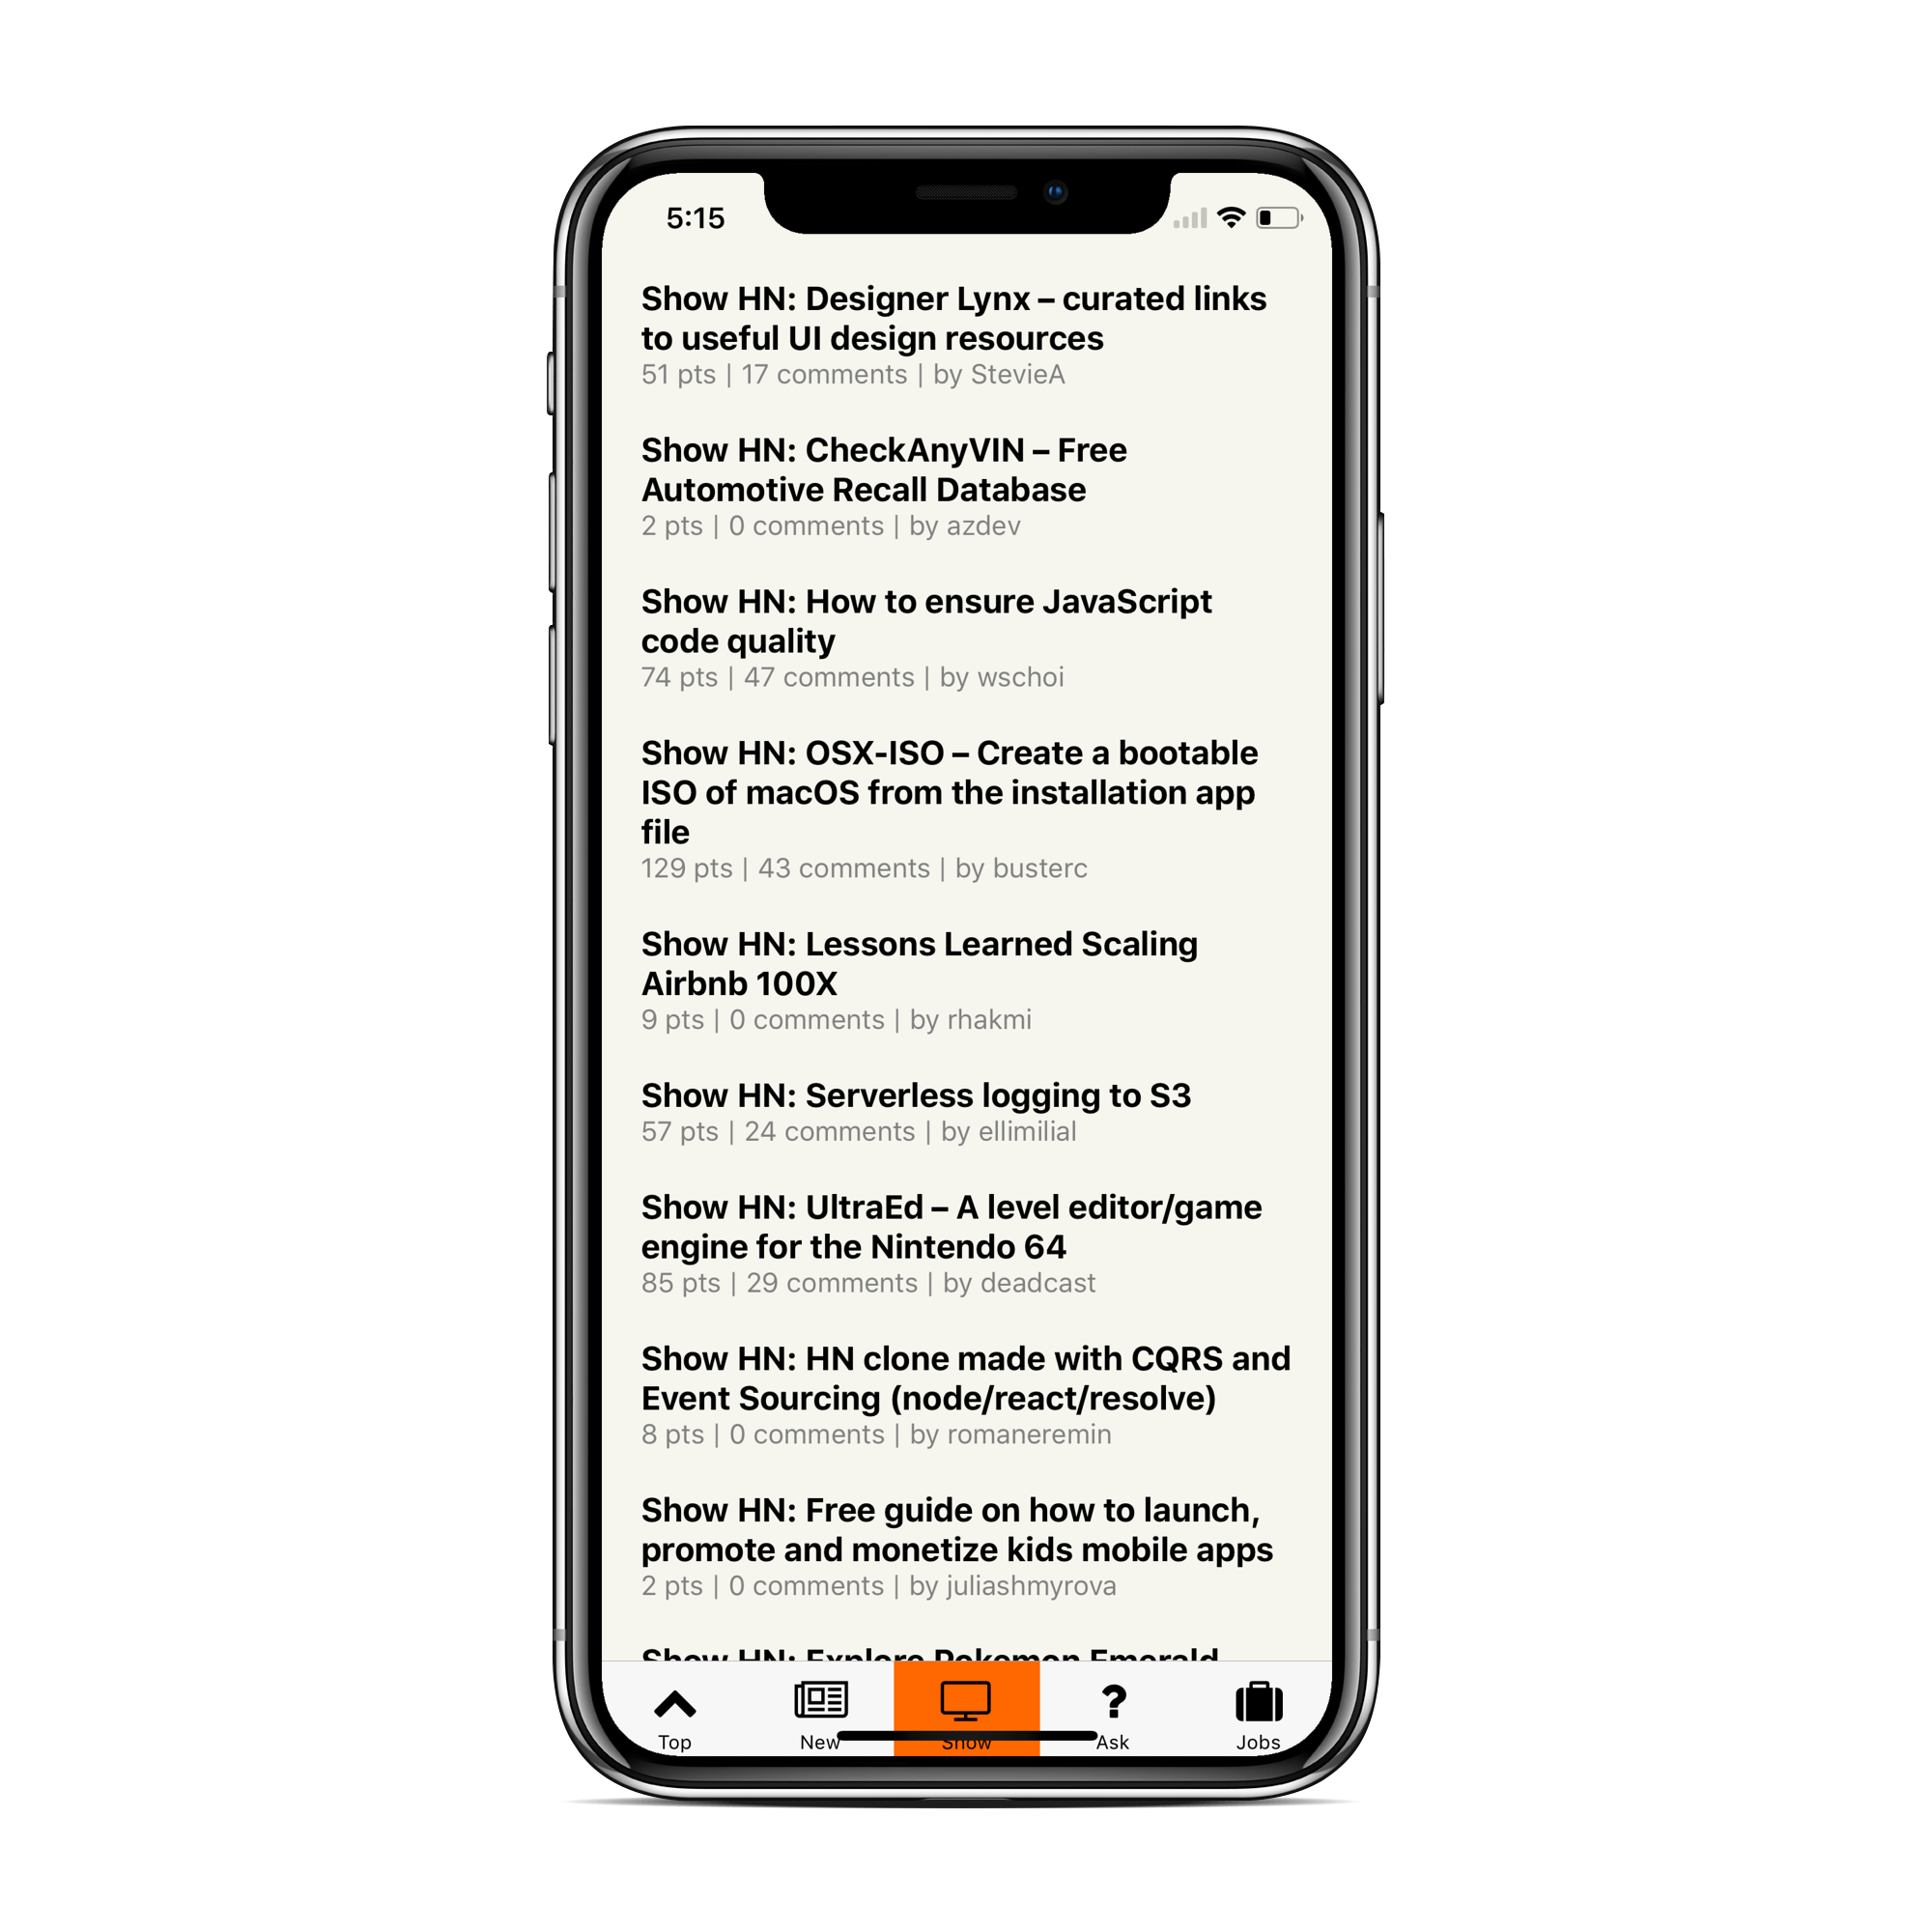 5:15
Show HN: Designer Lynx – curated links
to useful UI design resources
51 pts | 17 comments | by StevieA
Show HN: CheckAnyVIN – Free
Automotive Recall Database
2 pts | 0 comments | by azdev
Show HN: How to ensure JavaScript
code quality
74 pts | 47 comments | by wschoi
Show HN: OSX-ISO – Create a bootable
ISO of macOS from the installation app
file
129 pts | 43 comments | by busterc
Show HN: Lessons Learned Scaling
Airbnb 100X
9 pts | 0 comments | by rhakmi
Show HN: Serverless logging to S3
57 pts | 24 comments | by ellimilial
Show HN: UltraEd – A level editor/game
engine for the Nintendo 64
85 pts | 29 comments | by deadcast
Show HN: HN clone made with CQRS and
Event Sourcing (node/react/resolve)
8 pts | 0 comments | by romaneremin
Show HN: Free guide on how to launch,
promote and monetize kids mobile apps
2 pts | 0 comments | by juliashmyrova
Show HN: Explore Pokemon Emerald
Top New Show Ask Jobs